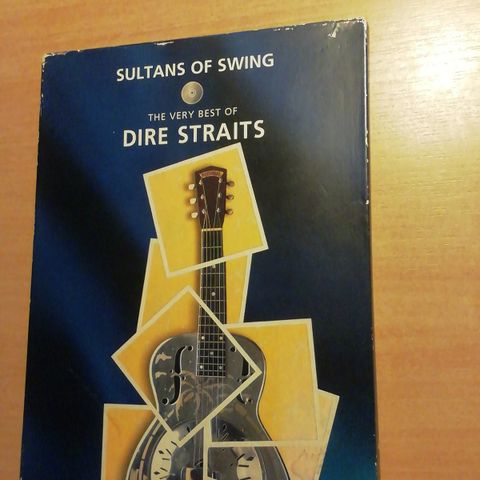 SULTANS OF SWING
THE VERY BEST OF
DIRE STRAITS